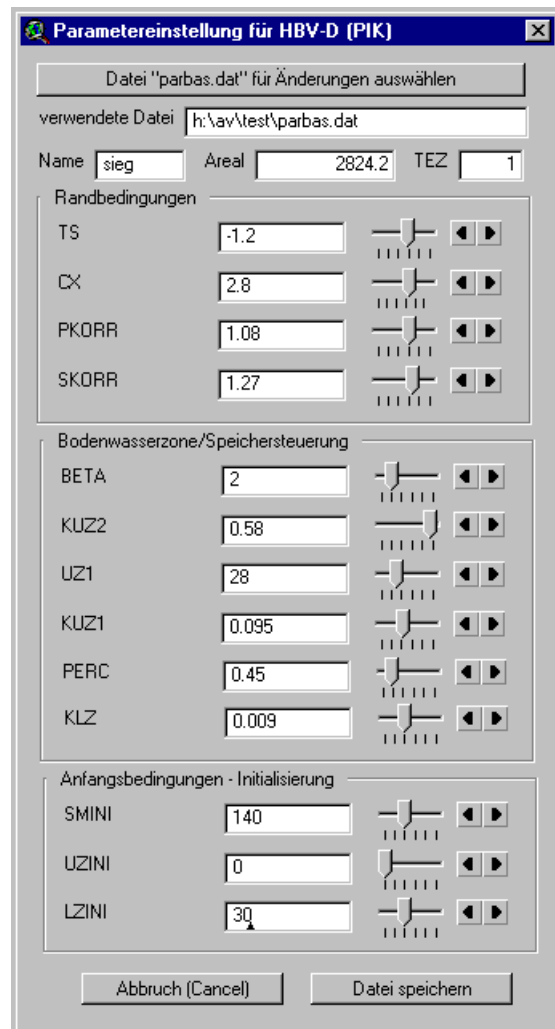 Parametereinstellung für HBV-D (PIK)
Datei "parbas.dat" für Änderungen auswählen
verwendete Datei h:\av\test\parbas.dat
Name sieg Areal 2824.2 TEZ 1
Randbedingungen
TS -1.2
CX 2.8
PKORR 1.08
SKORR 1.27
Bodenwasserzone/Speichersteuerung
BETA 2
KUZ2 0.58
UZ1 28
KUZ1 0.095
PERC 0.45
KLZ 0.009
Anfangsbedingungen - Initialisierung
SMINI 140
UZINI 0
LZINI 30
Abbruch (Cancel) Datei speichern